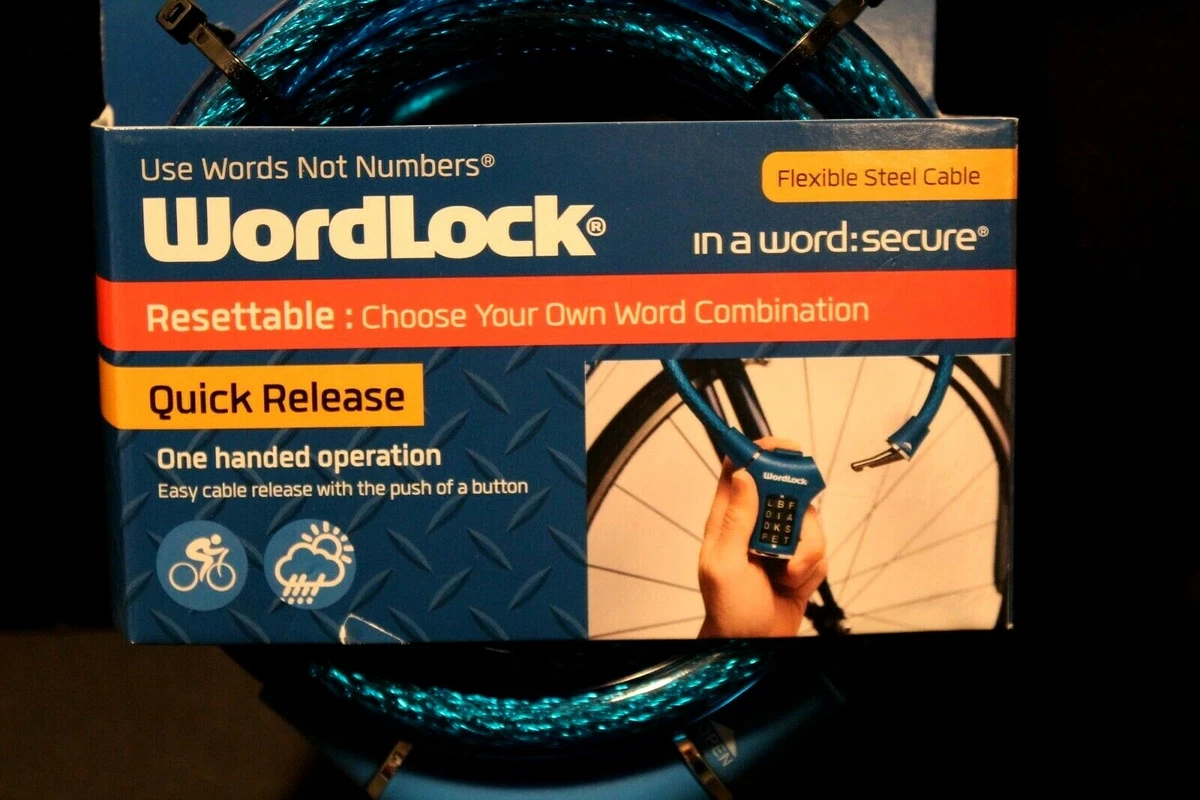 Use Words Not Numbers®
Flexible Steel Cable
WordLock®
in a word:secure®
Resettable : Choose Your Own Word Combination
Quick Release
One handed operation
Easy cable release with the push of a button
WordLock
L B F
O I A
O K S
P E T
OPEN